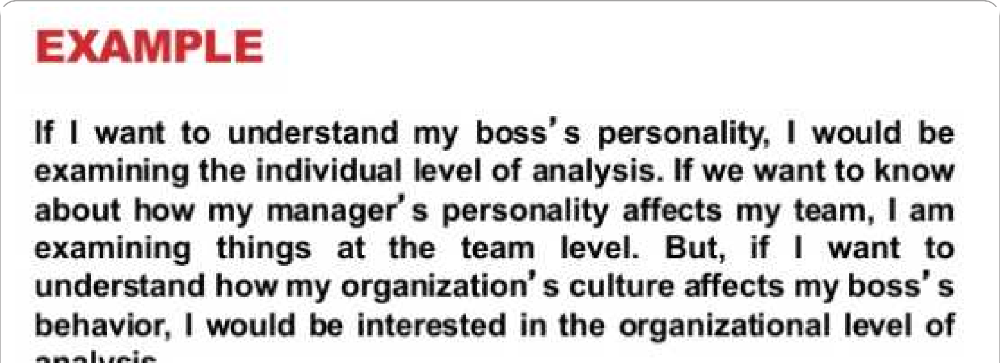 EXAMPLE
If I want to understand my boss's personality, I would be
examining the individual level of analysis. If we want to know
about how my manager's personality affects my team, I am
examining things at the team level. But, if I want to
understand how my organization's culture affects my boss's
behavior, I would be interested in the organizational level of
analysis.